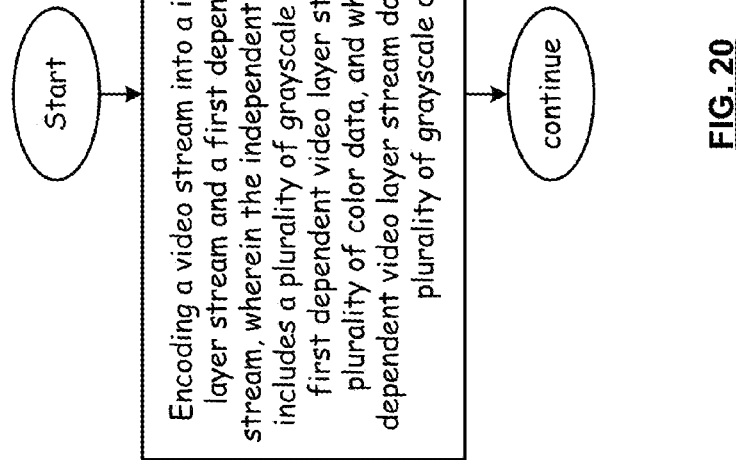 Start
Encoding a video stream into a
layer stream and a first
stream, wherein the independent
includes a plurality of grayscale
first dependent video layer
plurality of color data, and
dependent video layer stream
plurality of grayscale
continue
FIG. 20